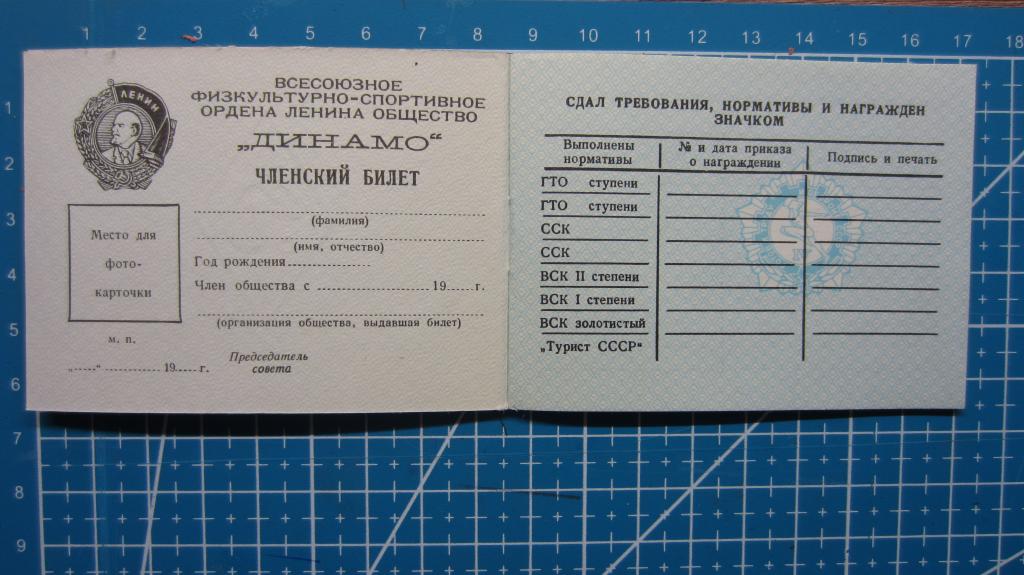 1 2 3 4 5 6 7 8 9 10 11 12 13 14 15 16 17 18
1
2
3
4
5
6
7
8
9
ЛЕНИН
ВСЕСОЮЗНОЕ
ФИЗКУЛЬТУРНО-СПОРТИВНОЕ
ОРДЕНА ЛЕНИНА ОБЩЕСТВО
„ДИНАМО“
ЧЛЕНСКИЙ БИЛЕТ
(фамилия)
(имя, отчество)
Год рождения
Член общества с 19 г.
(организация общества, выдавшая билет)
Место для
фото-
карточки
м. п.
„ “ 19 г.
Председатель
совета
СДАЛ ТРЕБОВАНИЯ, НОРМАТИВЫ И НАГРАЖДЕН
ЗНАЧКОМ
Выполнены
нормативы
№ и дата приказа
о награждении
Подпись и печать
ГТО ступени
ГТО ступени
ССК
ССК
ВСК II степени
ВСК I степени
ВСК золотистый
„Турист СССР“